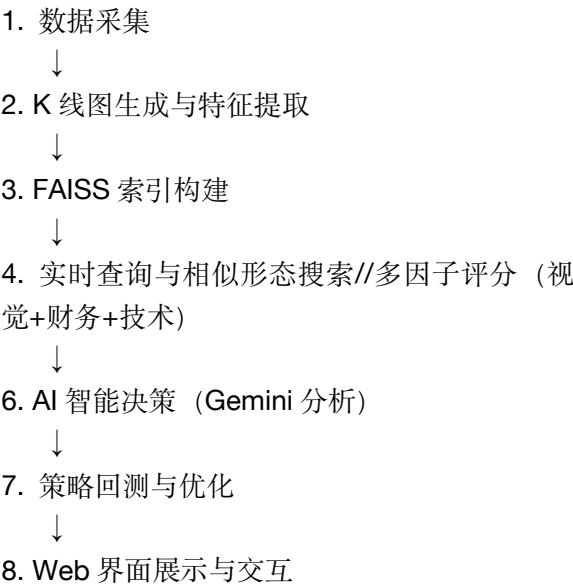 1. 数据采集
↓
2. K 线图生成与特征提取
↓
3. FAISS 索引构建
↓
4. 实时查询与相似形态搜索//多因子评分（视
觉+财务+技术）
↓
6. AI 智能决策（Gemini 分析）
↓
7. 策略回测与优化
↓
8. Web 界面展示与交互